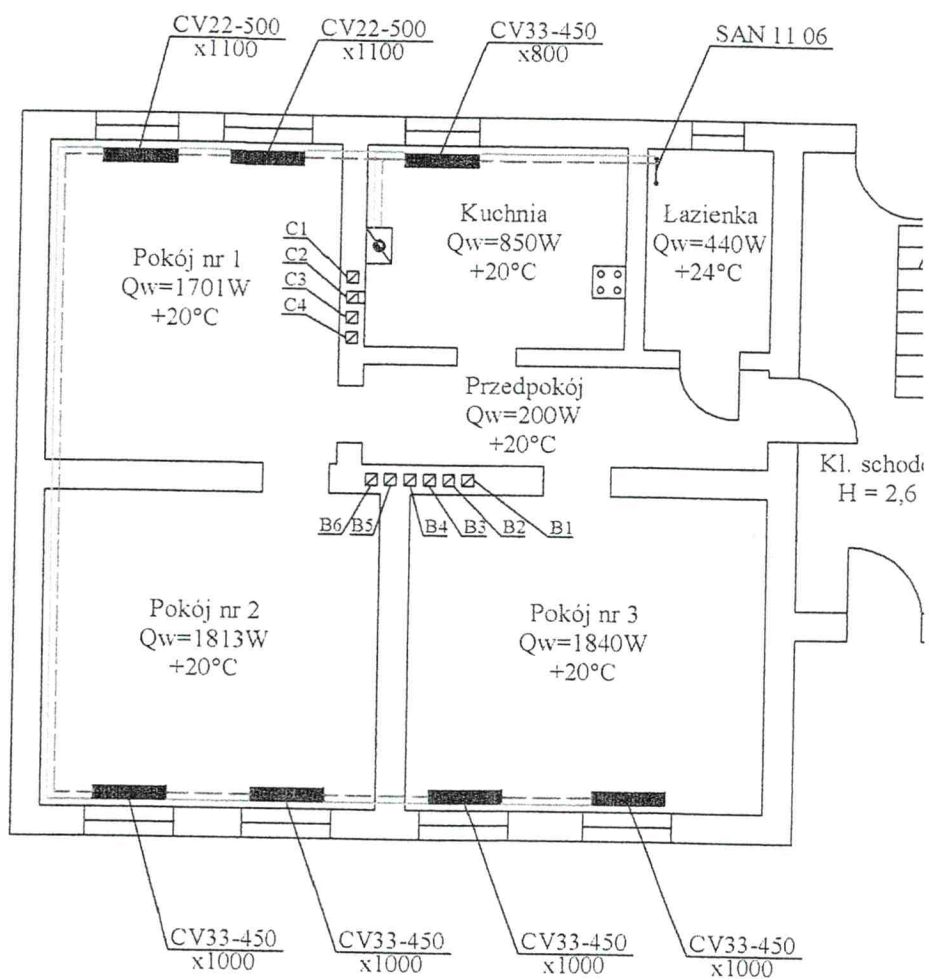 CV22-500
x1100
CV22-500
x1100
CV33-450
x800
SAN 11 06
Pokój nr 1
Qw=1701W
+20°C
C1
C2
C3
C4
Kuchnia
Qw=850W
+20°C
Łazienka
Qw=440W
+24°C
Przedpokój
Qw=200W
+20°C
Kl. schod
H = 2,6
B6
B5
B4
B3
B2
B1
Pokój nr 2
Qw=1813W
+20°C
Pokój nr 3
Qw=1840W
+20°C
CV33-450
x1000
CV33-450
x1000
CV33-450
x1000
CV33-450
x1000